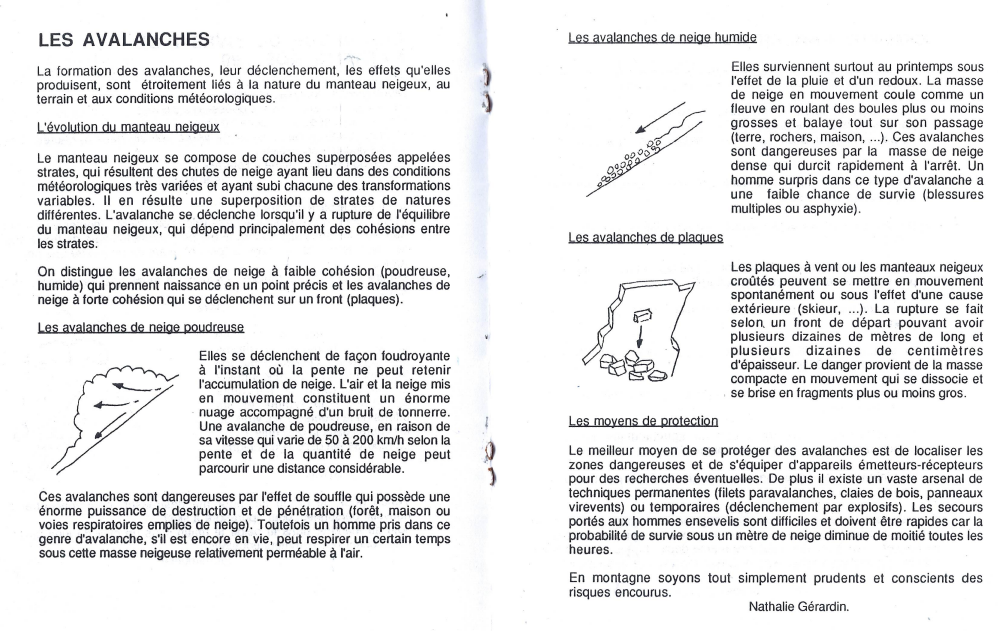 LES AVALANCHES
La formation des avalanches, leur déclenchement, les effets qu'elles
produisent, sont étroitement liés à la nature du manteau neigeux, au
terrain et aux conditions météorologiques.
L'évolution du manteau neigeux
Le manteau neigeux se compose de couches superposées appelées
strates, qui résultent des chutes de neige ayant lieu dans des conditions
météorologiques très variées et ayant subi chacune des transformations
variables. Il en résulte une superposition de strates de natures
différentes. L'avalanche se déclenche lorsqu'il y a rupture de l'équilibre
du manteau neigeux, qui dépend principalement des cohésions entre
les strates.
On distingue les avalanches de neige à faible cohésion (poudreuse,
humide) qui prennent naissance en un point précis et les avalanches de
neige à forte cohésion qui se déclenchent sur un front (plaques).
Les avalanches de neige poudreuse
Elles se déclenchent de façon foudroyante
à l'instant où la pente ne peut retenir
l'accumulation de neige. L'air et la neige mis
en mouvement constituent un énorme
nuage accompagné d'un bruit de tonnerre.
Une avalanche de poudreuse, en raison de
sa vitesse qui varie de 50 à 200 km/h selon la
pente et de la quantité de neige peut
parcourir une distance considérable.
Ces avalanches sont dangereuses par l'effet de souffle qui possède une
énorme puissance de destruction et de pénétration (forêt, maison ou
voies respiratoires emplies de neige). Toutefois un homme pris dans ce
genre d'avalanche, s'il est encore en vie, peut respirer un certain temps
sous cette masse neigeuse relativement perméable à l'air.
Les avalanches de neige humide
Elles surviennent surtout au printemps sous
l'effet de la pluie et d'un redoux. La masse
de neige en mouvement coule comme un
fleuve en roulant des boules plus ou moins
grosses et balaye tout sur son passage
(terre, rochers, maison, ...). Ces avalanches
sont dangereuses par la masse de neige
dense qui durcit rapidement à l'arrêt. Un
homme surpris dans ce type d'avalanche a
une faible chance de survie (blessures
multiples ou asphyxie).
Les avalanches de plaques
Les plaques à vent ou les manteaux neigeux
croûtés peuvent se mettre en mouvement
spontanément ou sous l'effet d'une cause
extérieure (skieur, ...). La rupture se fait
selon un front de départ pouvant avoir
plusieurs dizaines de mètres de long et
plusieurs dizaines de centimètres
d'épaisseur. Le danger provient de la masse
compacte en mouvement qui se dissocie et
se brise en fragments plus ou moins gros.
Les moyens de protection
Le meilleur moyen de se protéger des avalanches est de localiser les
zones dangereuses et de s'équiper d'appareils émetteurs-récepteurs
pour des recherches éventuelles. De plus il existe un vaste arsenal de
techniques permanentes (filets paravalanches, claies de bois, panneaux
virevents) ou temporaires (déclenchement par explosifs). Les secours
portés aux hommes ensevelis sont difficiles et doivent être rapides car la
probabilité de survie sous un mètre de neige diminue de moitié toutes les
heures.
En montagne soyons tout simplement prudents et conscients des
risques encourus.
Nathalie Gérardin.